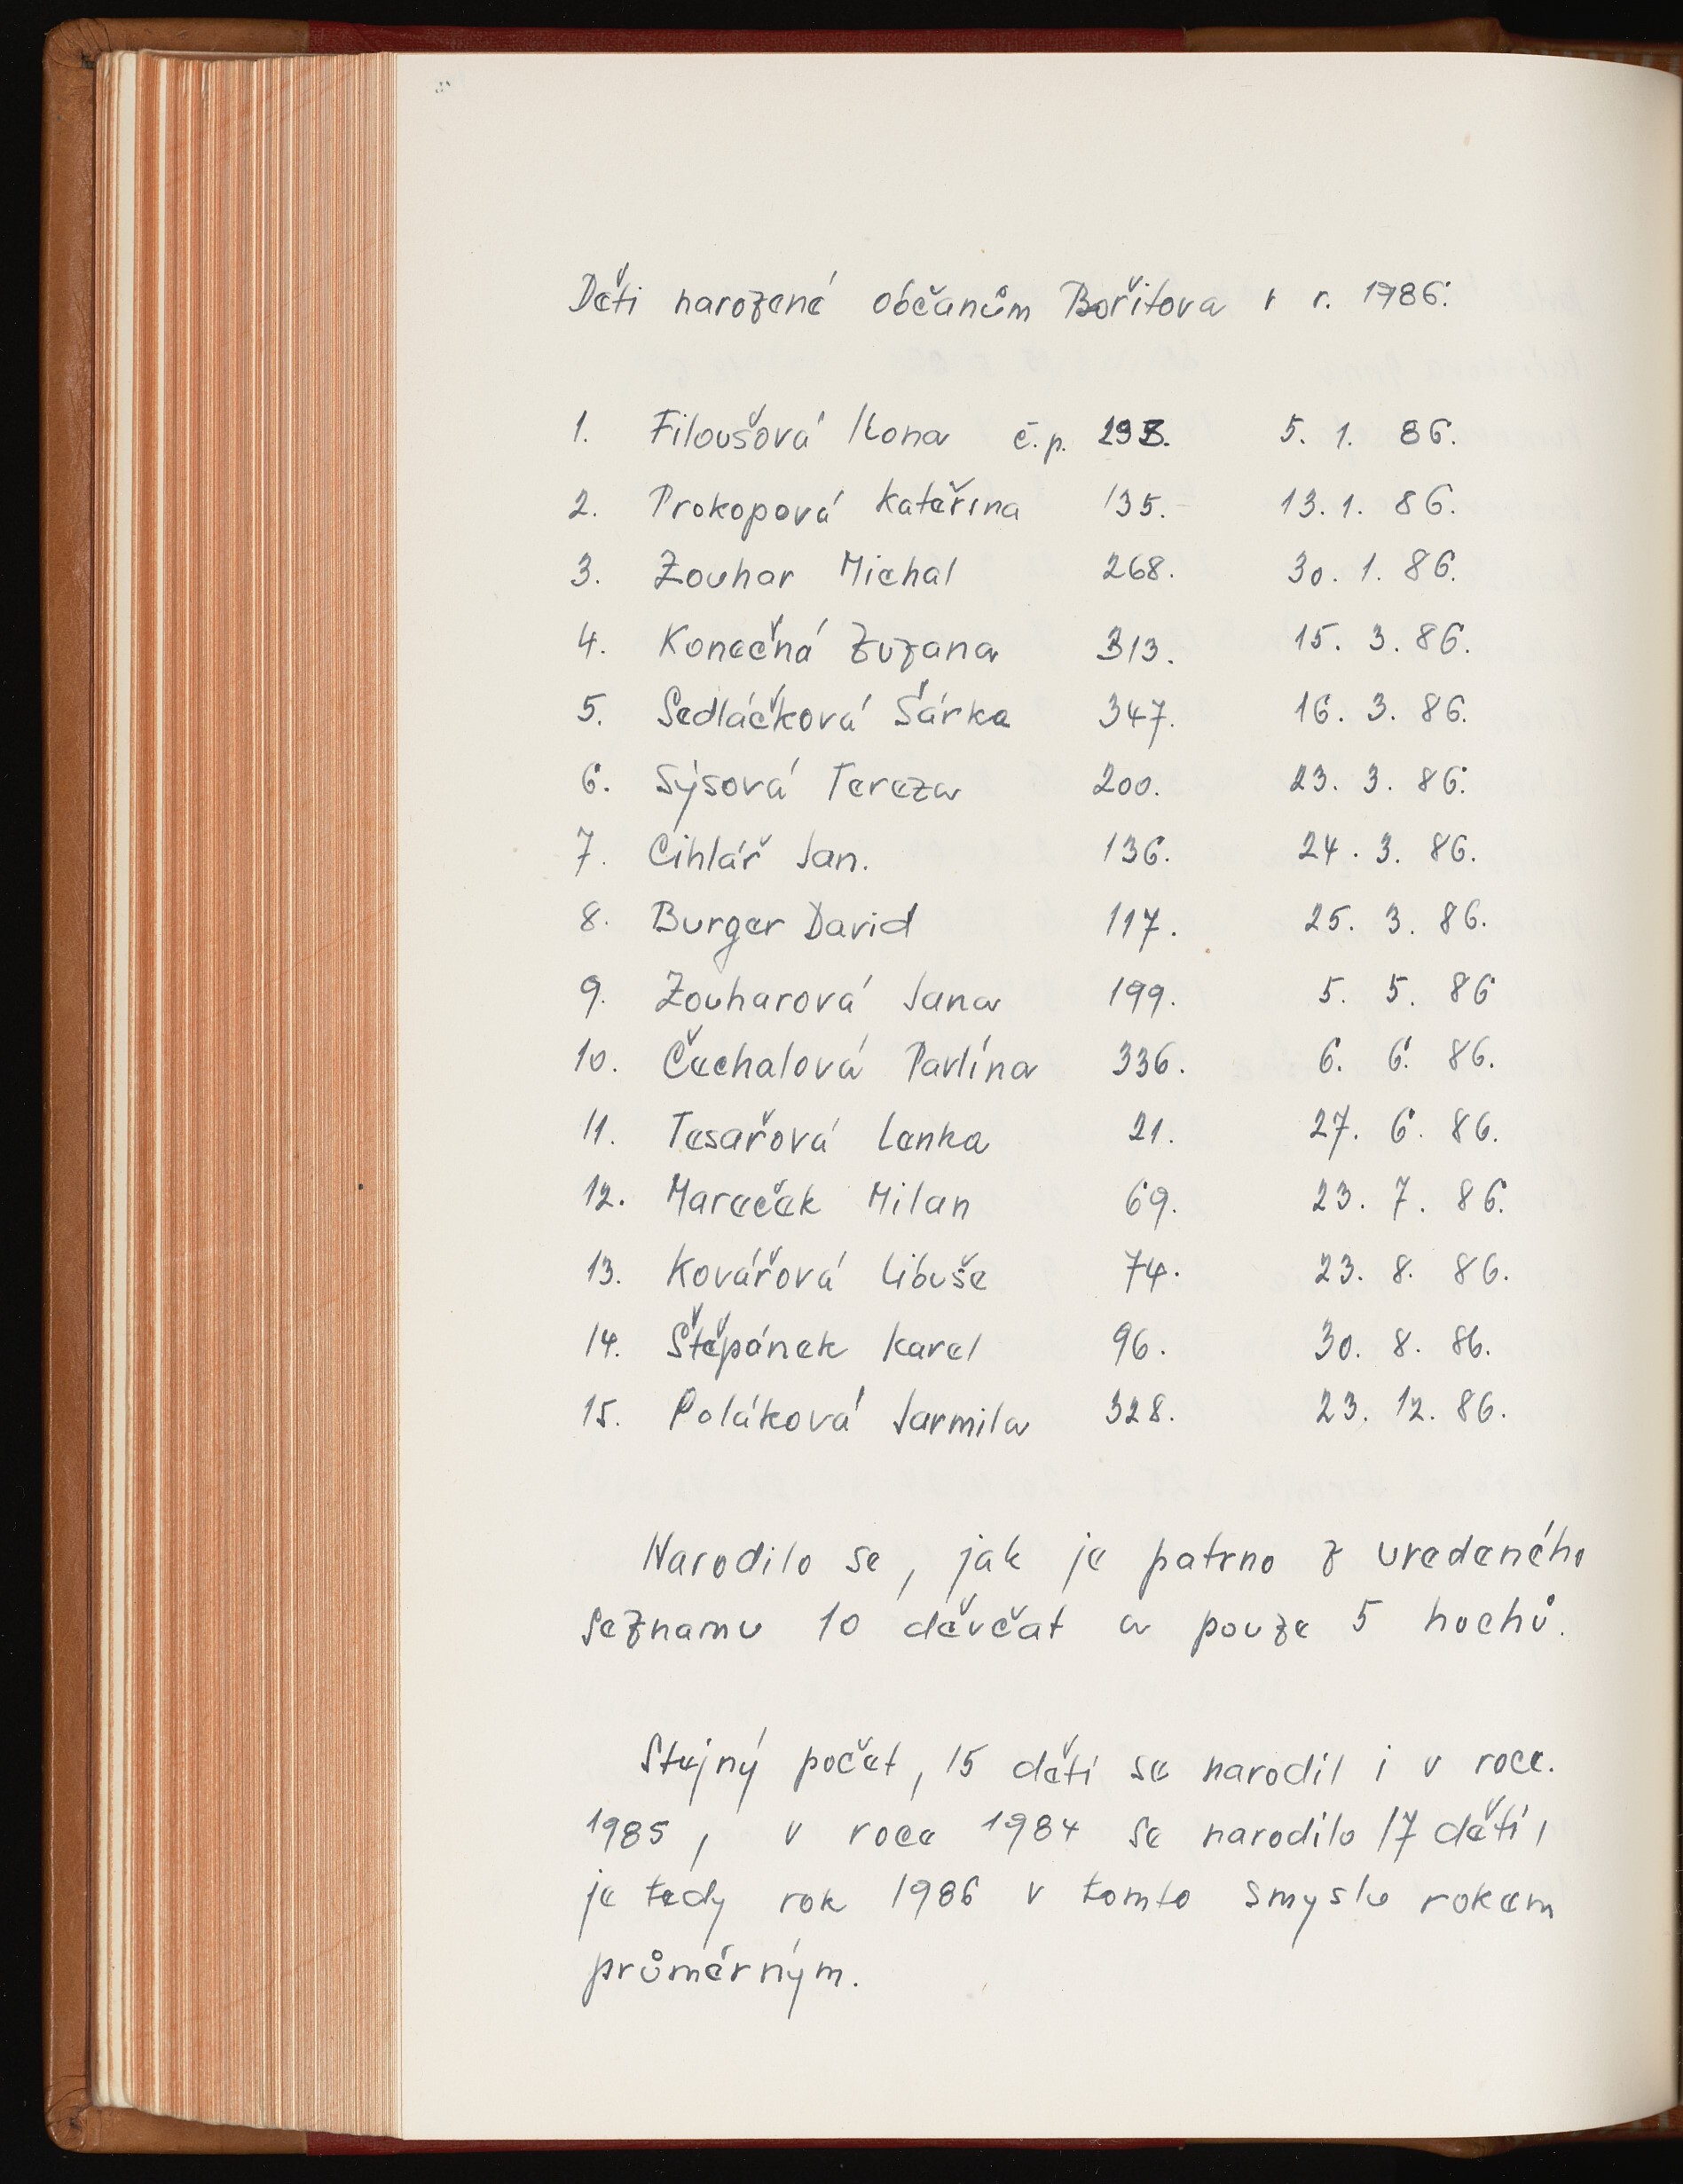 Děti narozené občanům Bořitova v r. 1986.
1. Filoušová Ilona č.p. 293. 5. 1. 86.
2. Prokopová Kateřina 135. 13. 1. 86.
3. Zouhar Michal 268. 30. 1. 86.
4. Konečná Zuzana 313. 15. 3. 86.
5. Sedláčková Šárka 347. 16. 3. 86.
6. Sýsová Tereza 200. 23. 3. 86.
7. Cihlář Jan. 136. 24. 3. 86.
8. Burger David 117. 25. 3. 86.
9. Zouharová Jana 199. 5. 5. 86
10. Čechalová Pavlína 336. 6. 6. 86.
11. Tesařová Lenka 21. 27. 6. 86.
12. Mareček Milan 69. 23. 7. 86.
13. Kovářová Libuše 74. 23. 8. 86.
14. Štěpánek Karel 96. 30. 8. 86.
15. Poláková Jarmila 328. 23. 12. 86.
Narodilo se, jak je patrno z uvedeného
seznamu 10 děvčat a pouze 5 hochů.
Stejný počet, 15 dětí se narodil i v roce.
1985, v roce 1984 se narodilo 17 dětí,
je tedy rok 1986 v tomto smyslu rokem
průměrným.